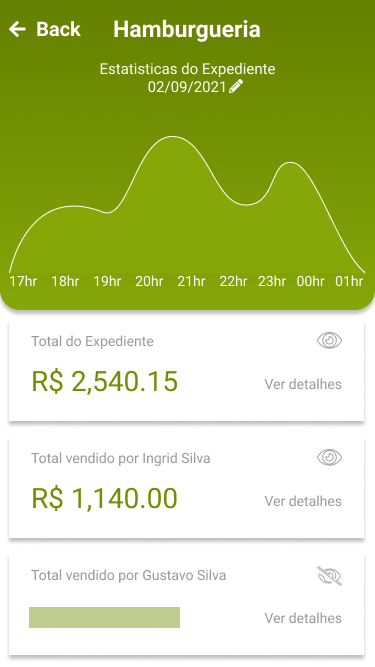 Back Hamburgueria
Estatisticas do Expediente
02/09/2021
17hr 18hr 19hr 20hr 21hr 22hr 23hr 00hr 01hr
Total do Expediente
R$ 2,540.15 Ver detalhes
Total vendido por Ingrid Silva
R$ 1,140.00 Ver detalhes
Total vendido por Gustavo Silva
Ver detalhes